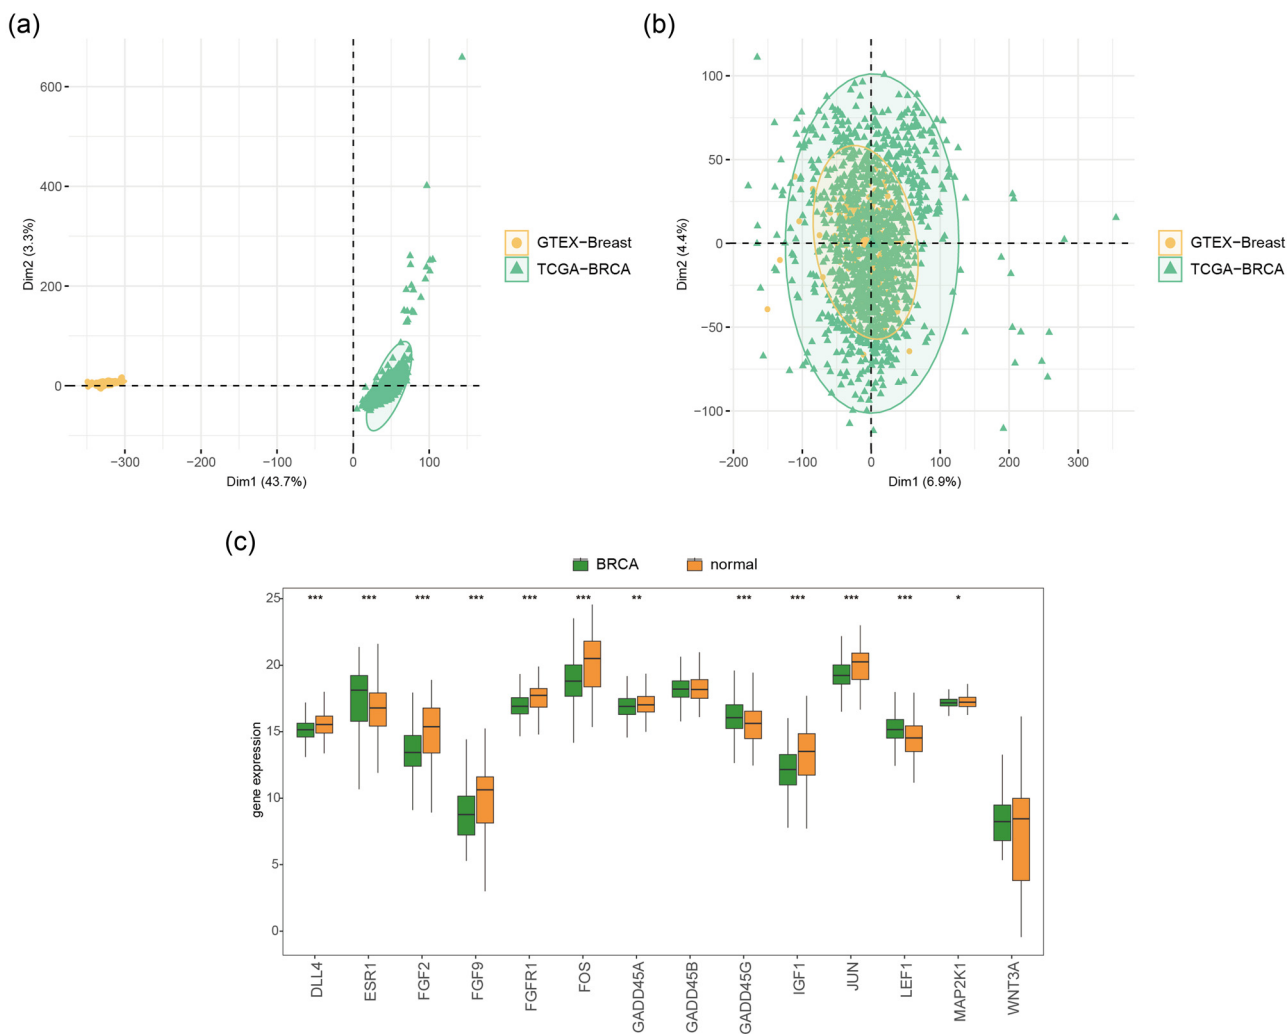 (a)
600
400
200
0
Dim2 (3.3%)
−300
−200
−100
0
100
Dim1 (43.7%)
GTEX−Breast
TCGA−BRCA
(b)
100
50
0
−50
−100
Dim2 (4.4%)
−200
−100
0
100
200
300
Dim1 (6.9%)
GTEX−Breast
TCGA−BRCA
(c)
BRCA
normal
25
20
15
10
5
0
gene expression
*** *** *** *** *** *** ** *** *** *** *** *
DLL4
ESR1
FGF2
FGF9
FGFR1
FOS
GADD45A
GADD45B
GADD45G
IGF1
JUN
LEF1
MAP2K1
WNT3A